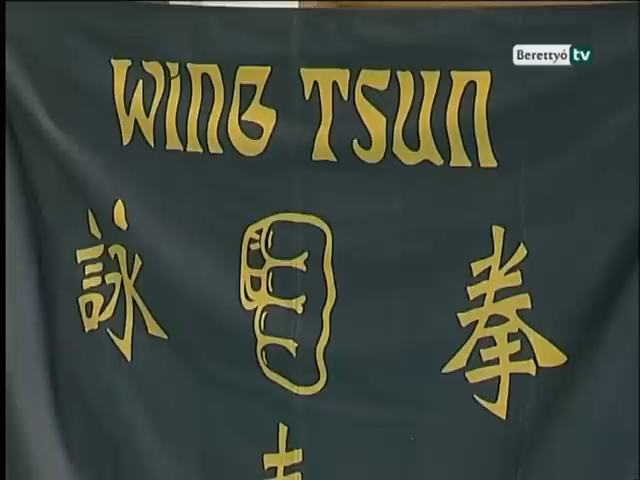 Berettyó tv
WING TSUN
詠 拳